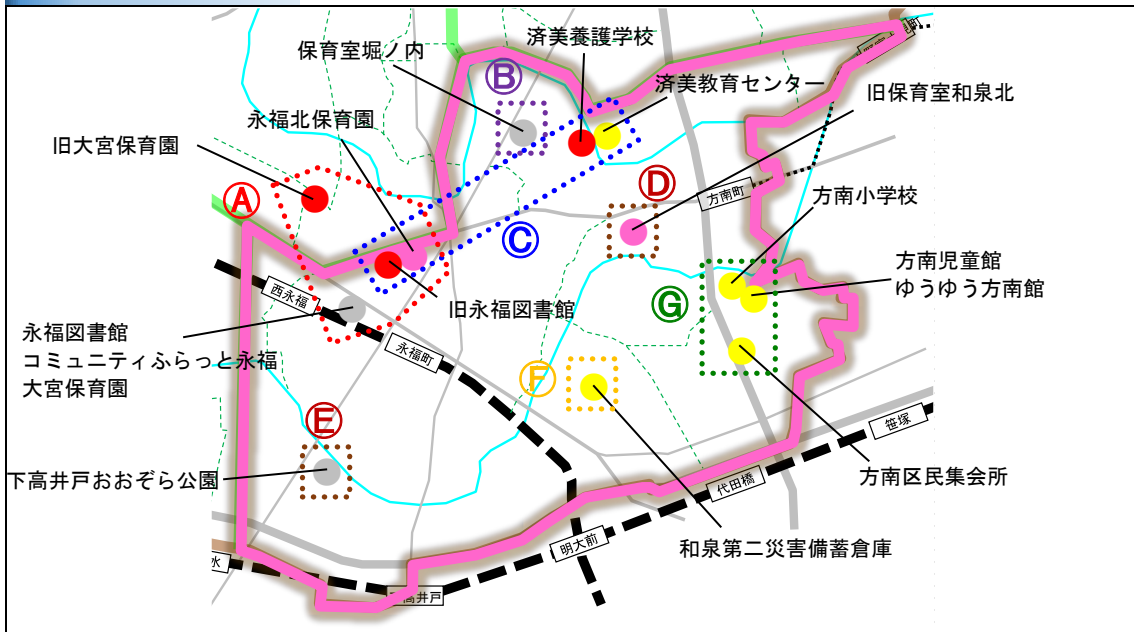 保育室堀ノ内
済美養護学校
済美教育センター
旧保育室和泉北
Ⓑ
永福北保育園
旧大宮保育園
Ⓐ
Ⓓ
方南町
方南小学校
Ⓒ
方南児童館
ゆうゆう方南館
西永福
旧永福図書館
Ⓖ
永福図書館
コミュニティふらっと永福
大宮保育園
永福町
Ⓕ
Ⓔ
笹塚
下高井戸おおぞら公園
代田橋
方南区民集会所
明大前
和泉第二災害備蓄倉庫
水
高井戸